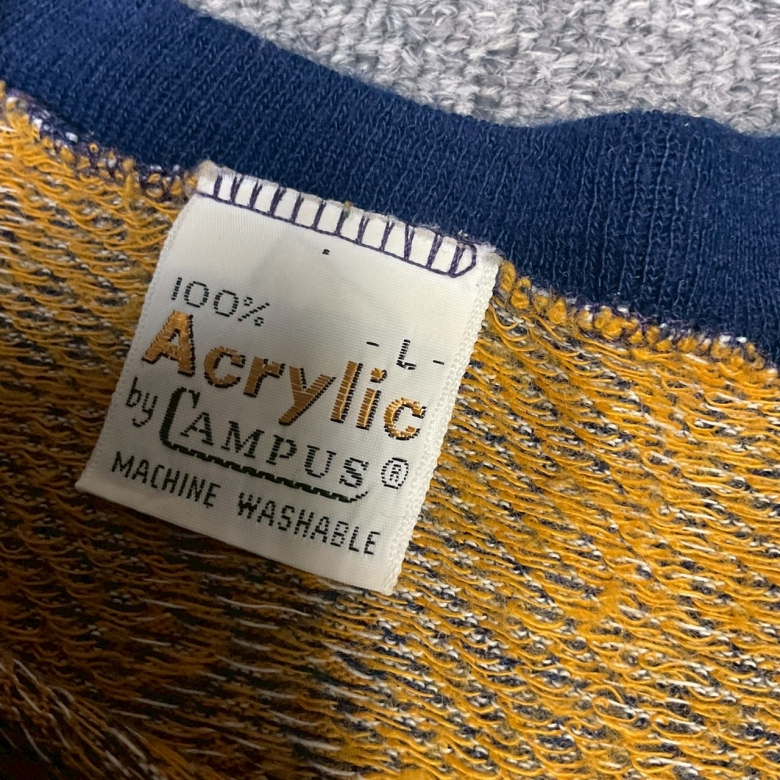 100%
- L -
Acrylic
by CAMPUS®
MACHINE WASHABLE